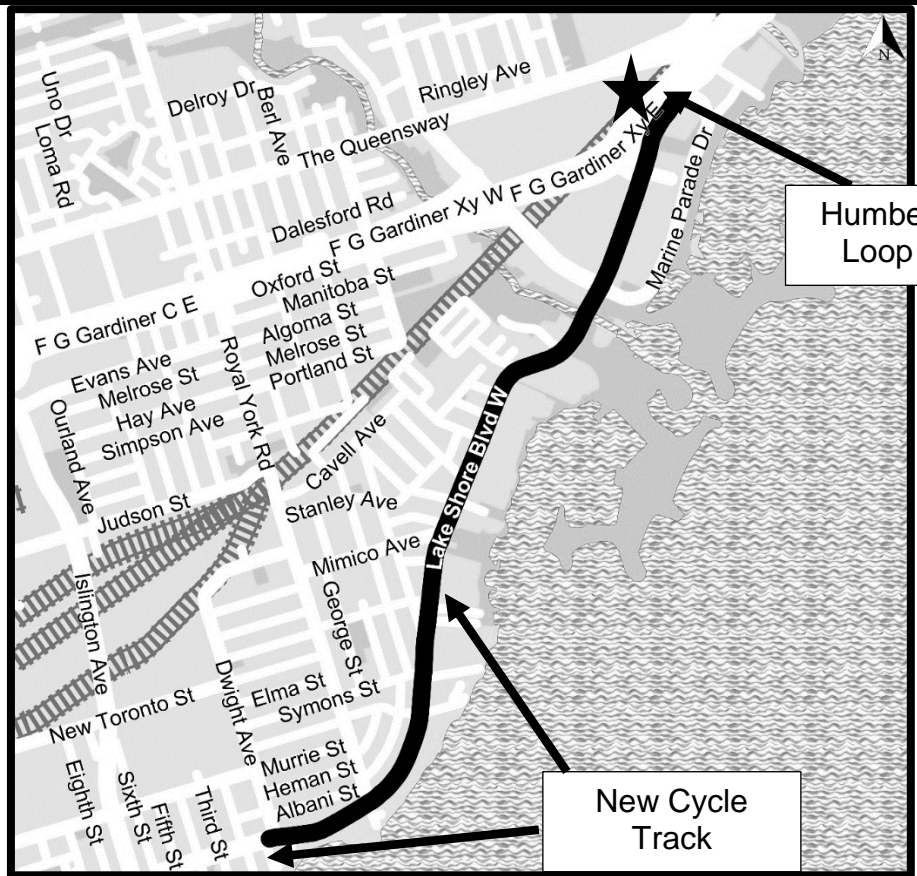 N
Uno Dr
Loma Rd
Delroy Dr
Berl Ave
Ringley Ave
The Queensway
F G Gardiner Xy E
Dalesford Rd
F G Gardiner Xy W
Marine Parade Dr
Humbe
Loop
F G Gardiner C E
Oxford St
Manitoba St
Algoma St
Melrose St
Portland St
Royal York Rd
Evans Ave
Melrose St
Hay Ave
Simpson Ave
Ourland Ave
Cavell Ave
Lake Shore Blvd W
Judson St
Stanley Ave
Mimico Ave
Islington Ave
George St
Dwight Ave
Elma St
Symons St
New Toronto St
Murrie St
Heman St
Albani St
Eighth St
Sixth St
Fifth St
Third St
New Cycle
Track